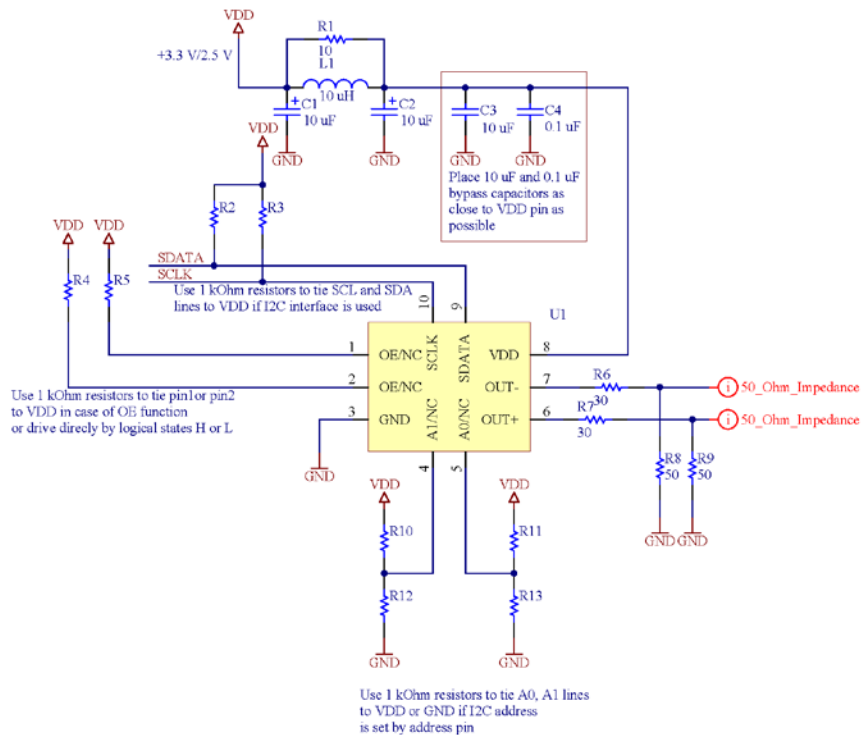 VDD
+3.3 V/2.5 V
R1
10
L1
10 uH
C1
10 uF
C2
10 uF
C3
10 uF
C4
0.1 uF
GND
GND
GND
GND
Place 10 uF and 0.1 uF
bypass capacitors as
close to VDD pin as
possible
VDD
R2
R3
VDD
VDD
R4
R5
SDATA
SCLK
Use 1 kOhm resistors to tie SCL and SDA
lines to VDD if I2C interface is used
10
9
U1
1
OE/NC
SCLK
SDATA
VDD
8
2
OE/NC
OUT-
7
R6
30
50_Ohm_Impedance
3
GND
A1/NC
A0/NC
OUT+
6
R7
30
50_Ohm_Impedance
Use 1 kOhm resistors to tie pin1or pin2
to VDD in case of OE function
or drive direcly by logical states H or L
GND
4
5
R8
50
R9
50
GND
GND
VDD
VDD
R10
R11
R12
R13
GND
GND
Use 1 kOhm resistors to tie A0, A1 lines
to VDD or GND if I2C address
is set by address pin